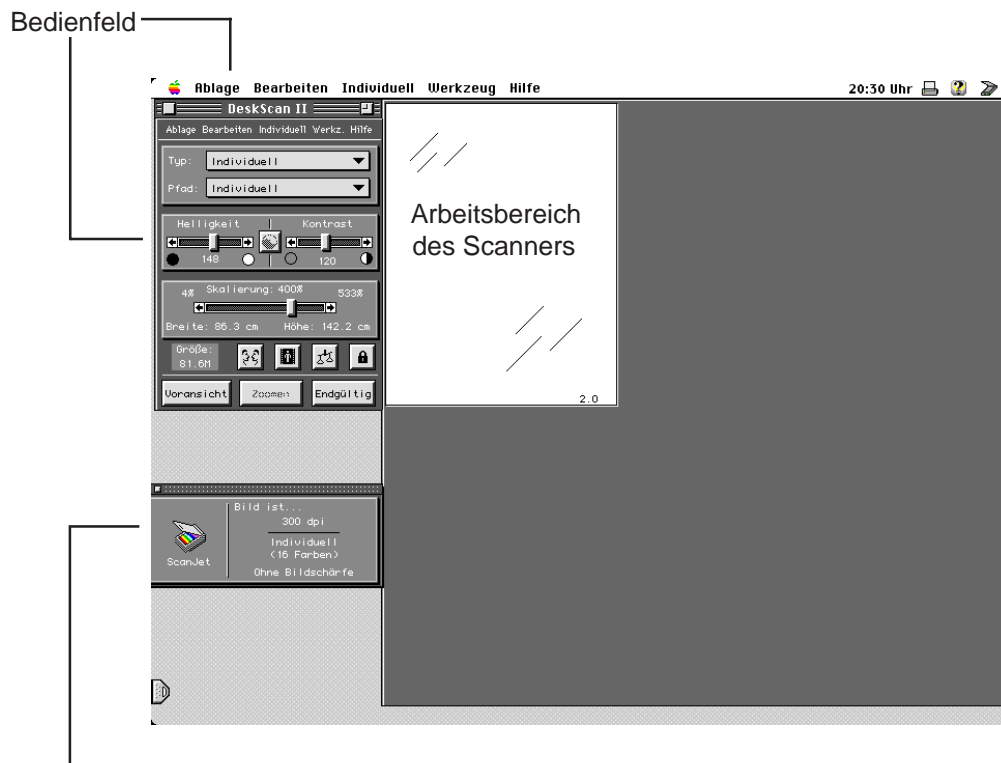 Bedienfeld
Ablage Bearbeiten Individuell Werkzeug Hilfe 20:30 Uhr
DeskScan II
Ablage Bearbeiten Individuell Werkz. Hilfe
Typ: Individuell
Pfad: Individuell
Helligkeit Kontrast
148 120
4% Skalierung: 400% 533%
Breite: 86.3 cm Höhe: 142.2 cm
Größe:
81.6M
Voransicht Zoomen Endgültig
Arbeitsbereich
des Scanners
2.0
Bild ist...
300 dpi
Individuell
(16 Farben)
ScanJet
Ohne Bildschärfe